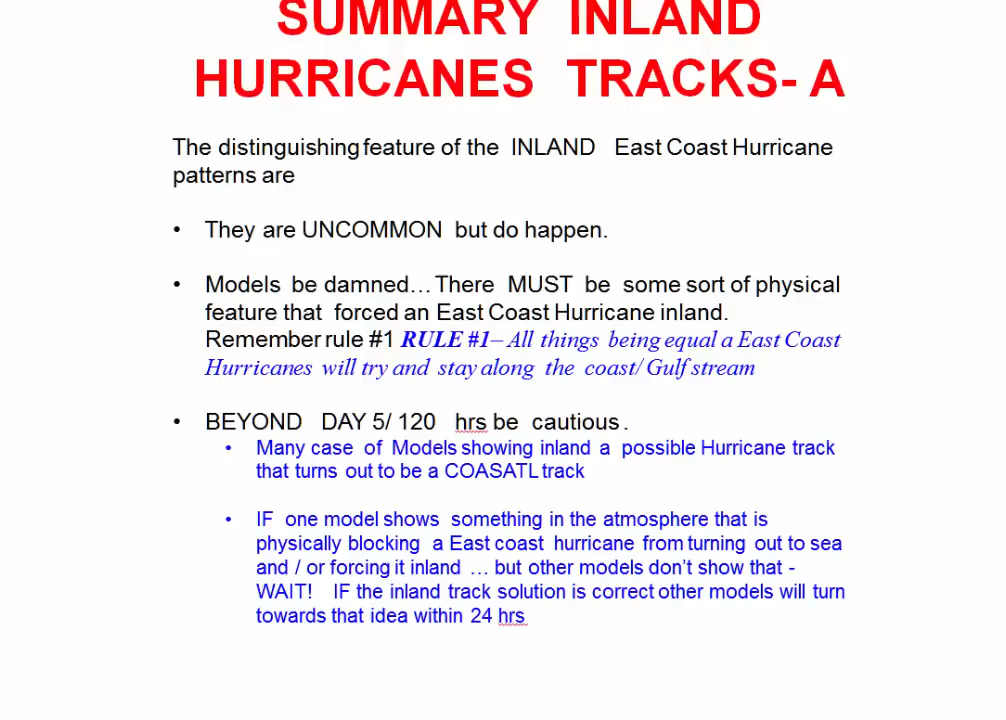 SUMMARY INLAND
HURRICANES TRACKS- A
The distinguishing feature of the INLAND East Coast Hurricane
patterns are
• They are UNCOMMON but do happen.
• Models be damned… There MUST be some sort of physical
feature that forced an East Coast Hurricane inland.
Remember rule #1 RULE #1– All things being equal a East Coast
Hurricanes will try and stay along the coast/ Gulf stream
• BEYOND DAY 5/ 120 hrs be cautious.
• Many case of Models showing inland a possible Hurricane track
that turns out to be a COASATL track
• IF one model shows something in the atmosphere that is
physically blocking a East coast hurricane from turning out to sea
and / or forcing it inland … but other models don’t show that -
WAIT! IF the inland track solution is correct other models will turn
towards that idea within 24 hrs